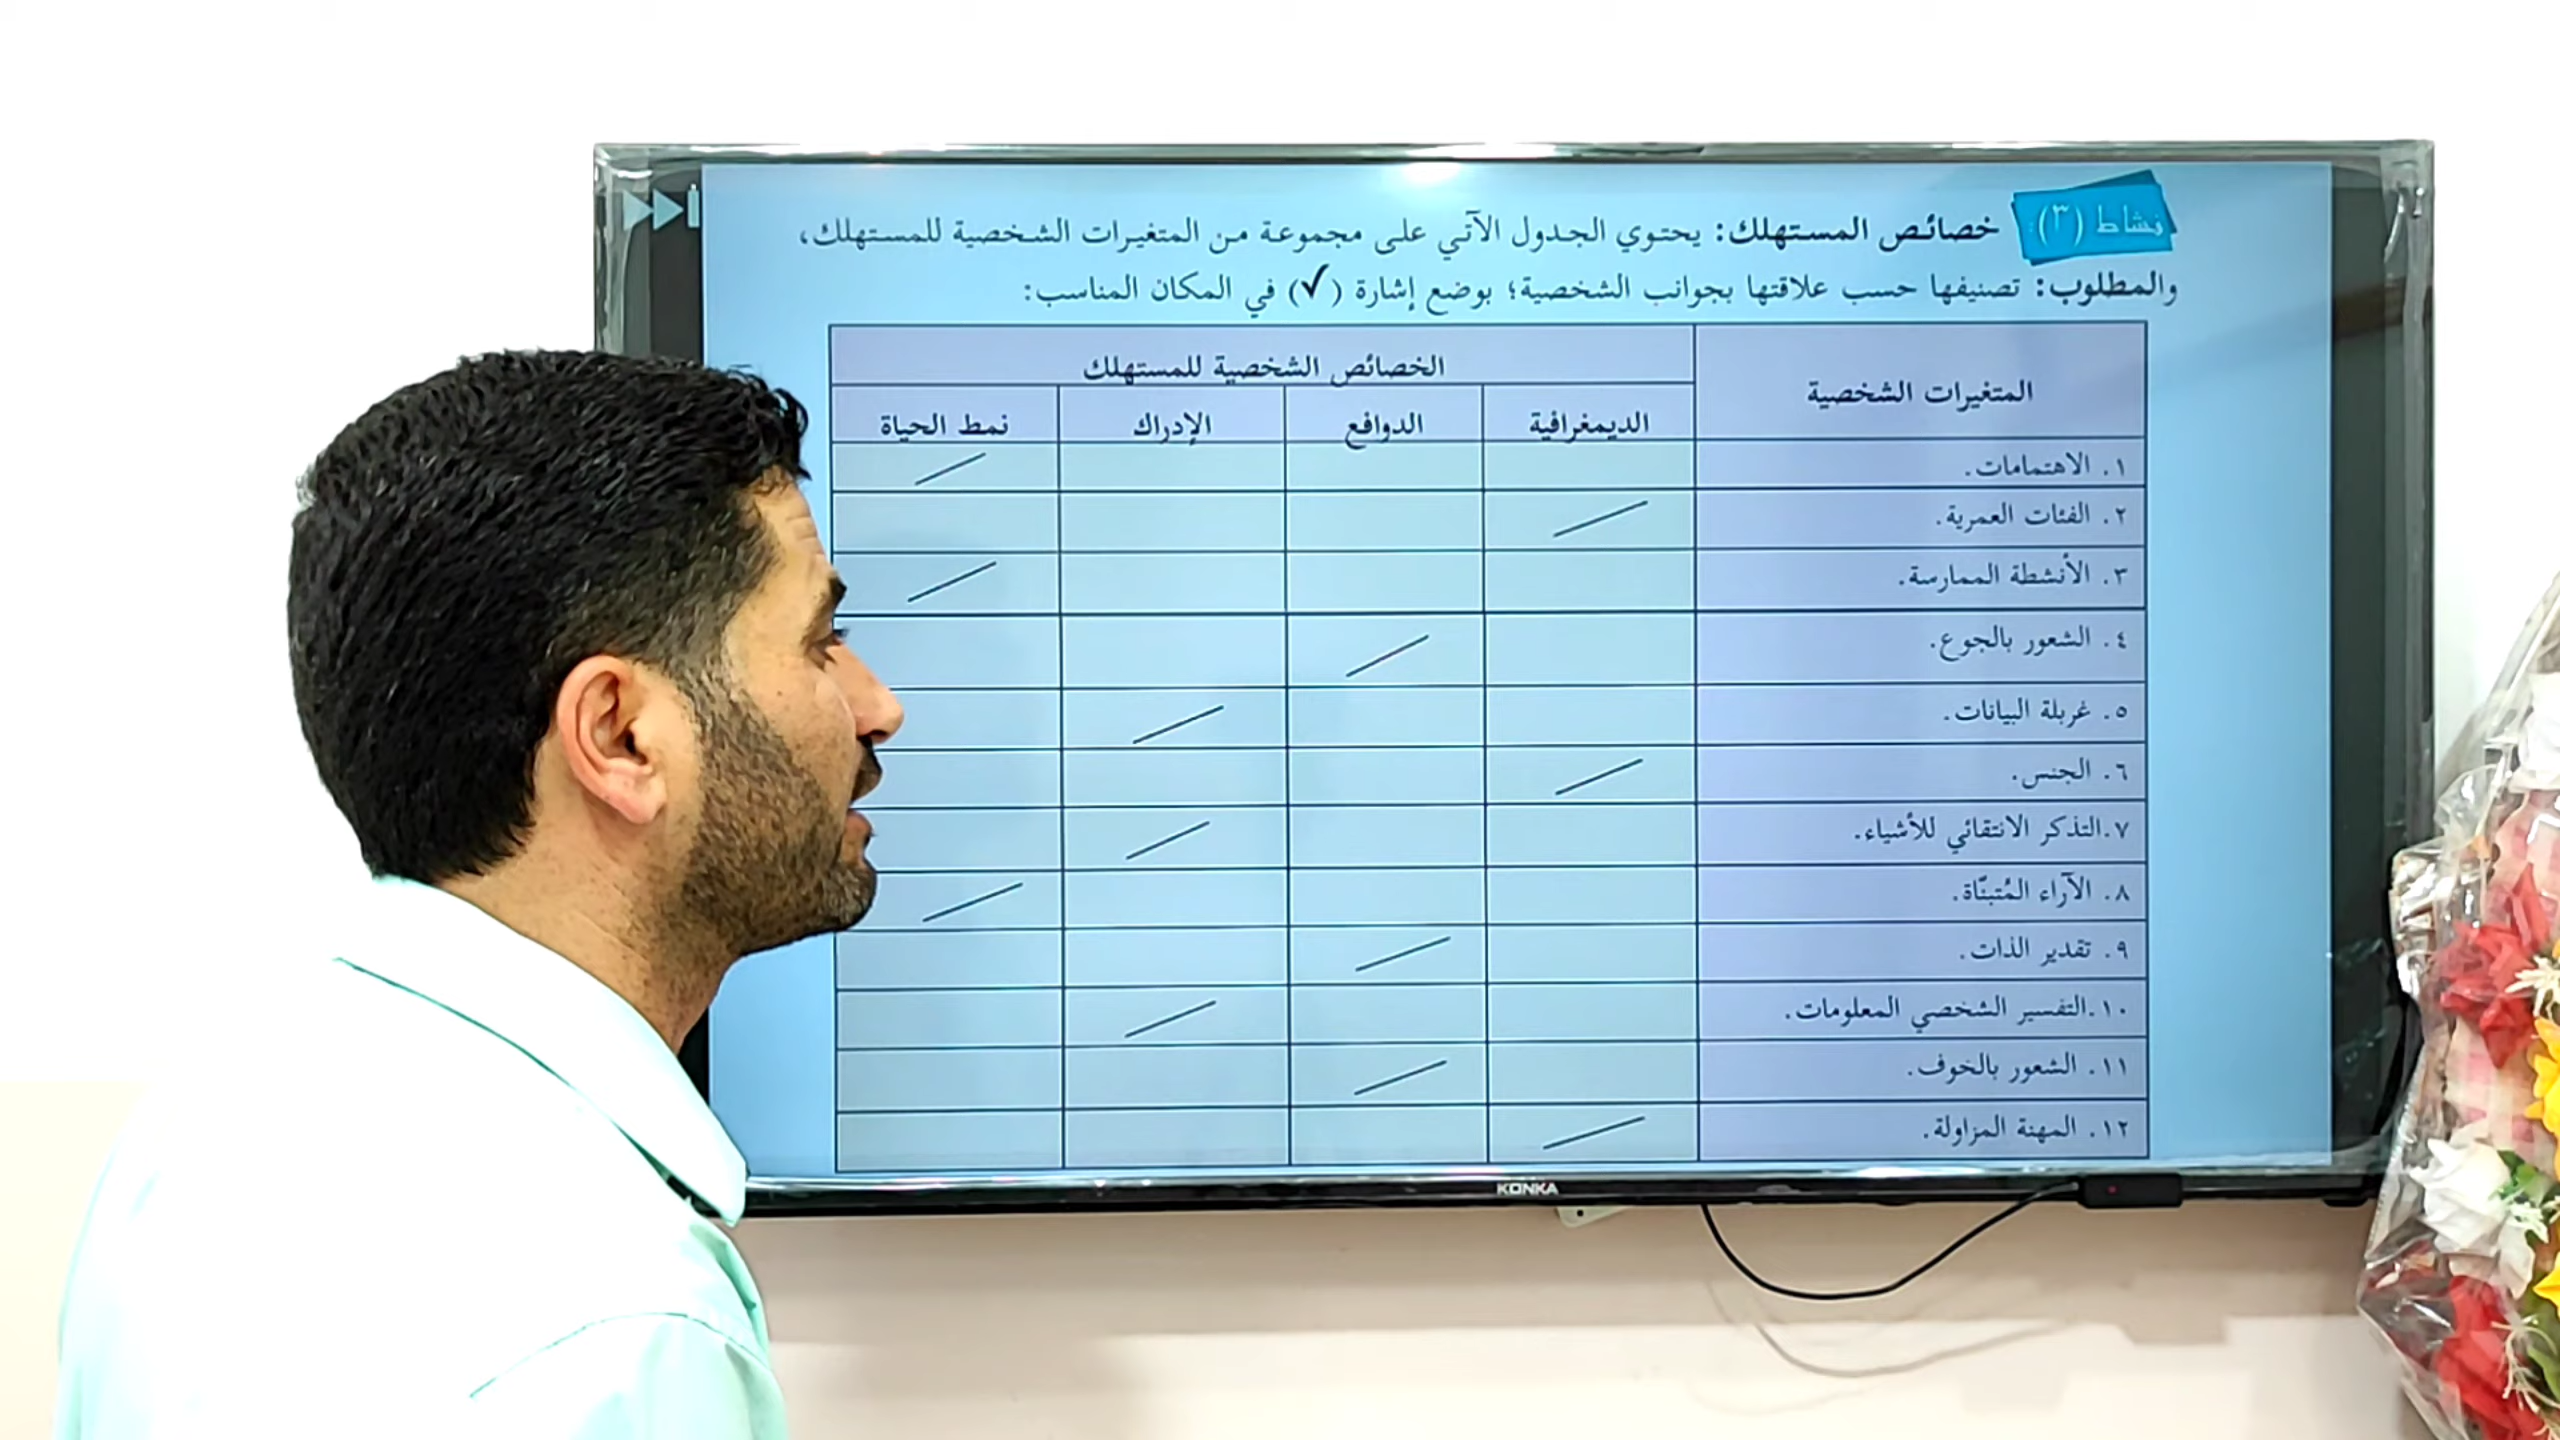 نشاط (٣): خصائص المستهلك: يحتوي الجدول الآتي على مجموعة من المتغيرات الشخصية للمستهلك،
والمطلوب: تصنيفها حسب علاقتها بجوانب الشخصية؛ بوضع إشارة (✓) في المكان المناسب:
المتغيرات الشخصية
الخصائص الشخصية للمستهلك
الديمغرافية الدوافع الإدراك نمط الحياة
١. الاهتمامات.
٢. الفئات العمرية.
٣. الأنشطة الممارسة.
٤. الشعور بالجوع.
٥. غربلة البيانات.
٦. الجنس.
٧.التذكر الانتقائي للأشياء.
٨. الآراء المُتبنّاة.
٩. تقدير الذات.
١٠.التفسير الشخصي المعلومات.
١١. الشعور بالخوف.
١٢. المهنة المزاولة.
KONKA